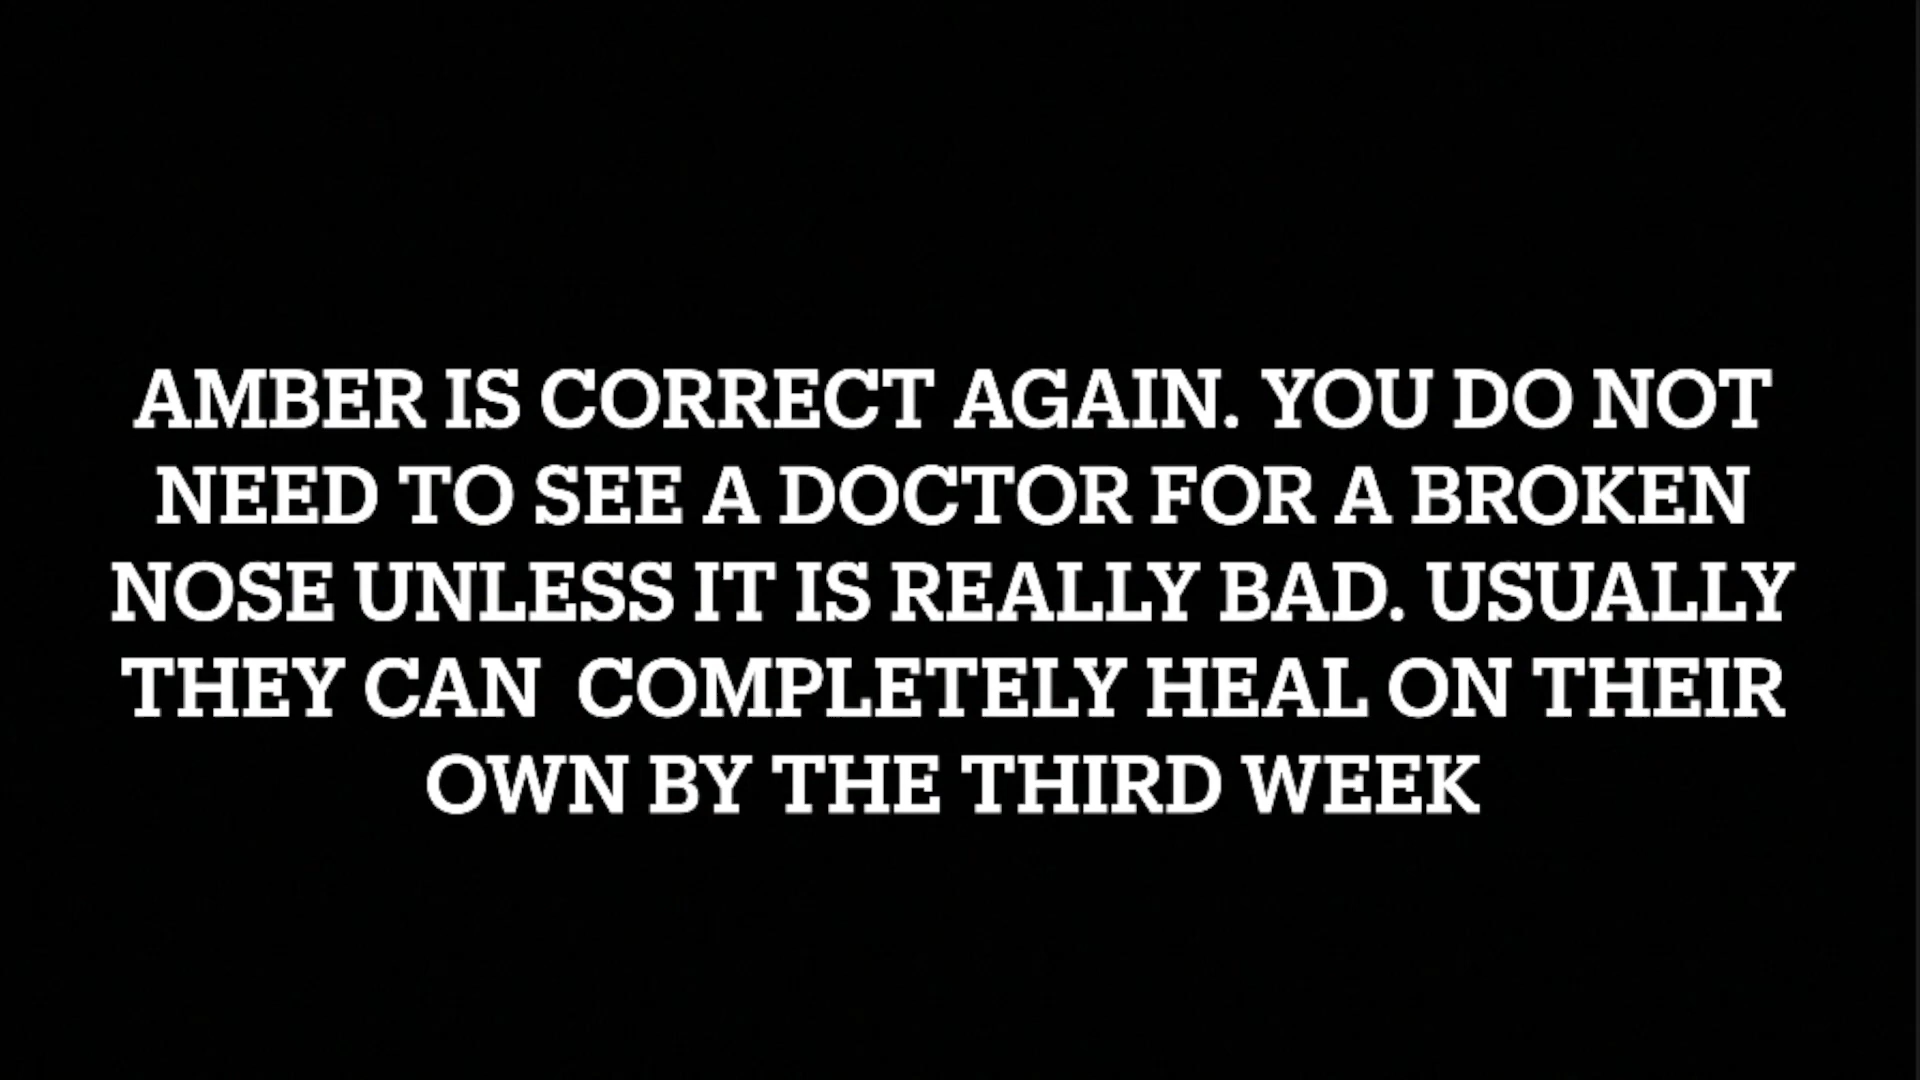 AMBER IS CORRECT AGAIN. YOU DO NOT
NEED TO SEE A DOCTOR FOR A BROKEN
NOSE UNLESS IT IS REALLY BAD. USUALLY
THEY CAN  COMPLETELY HEAL ON THEIR
OWN BY THE THIRD WEEK